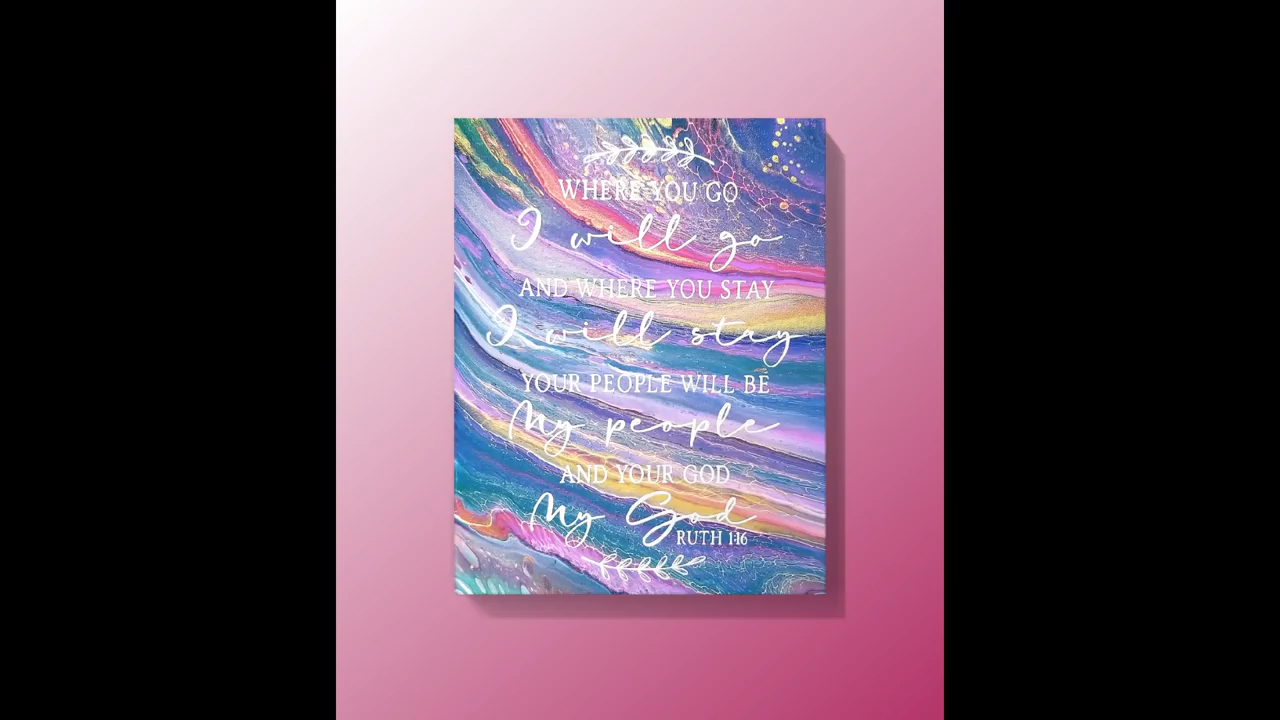 WHERE YOU GO
I will go
AND WHERE YOU STAY
I will stay
YOUR PEOPLE WILL BE
My people
AND YOUR GOD
My God
RUTH 1:16